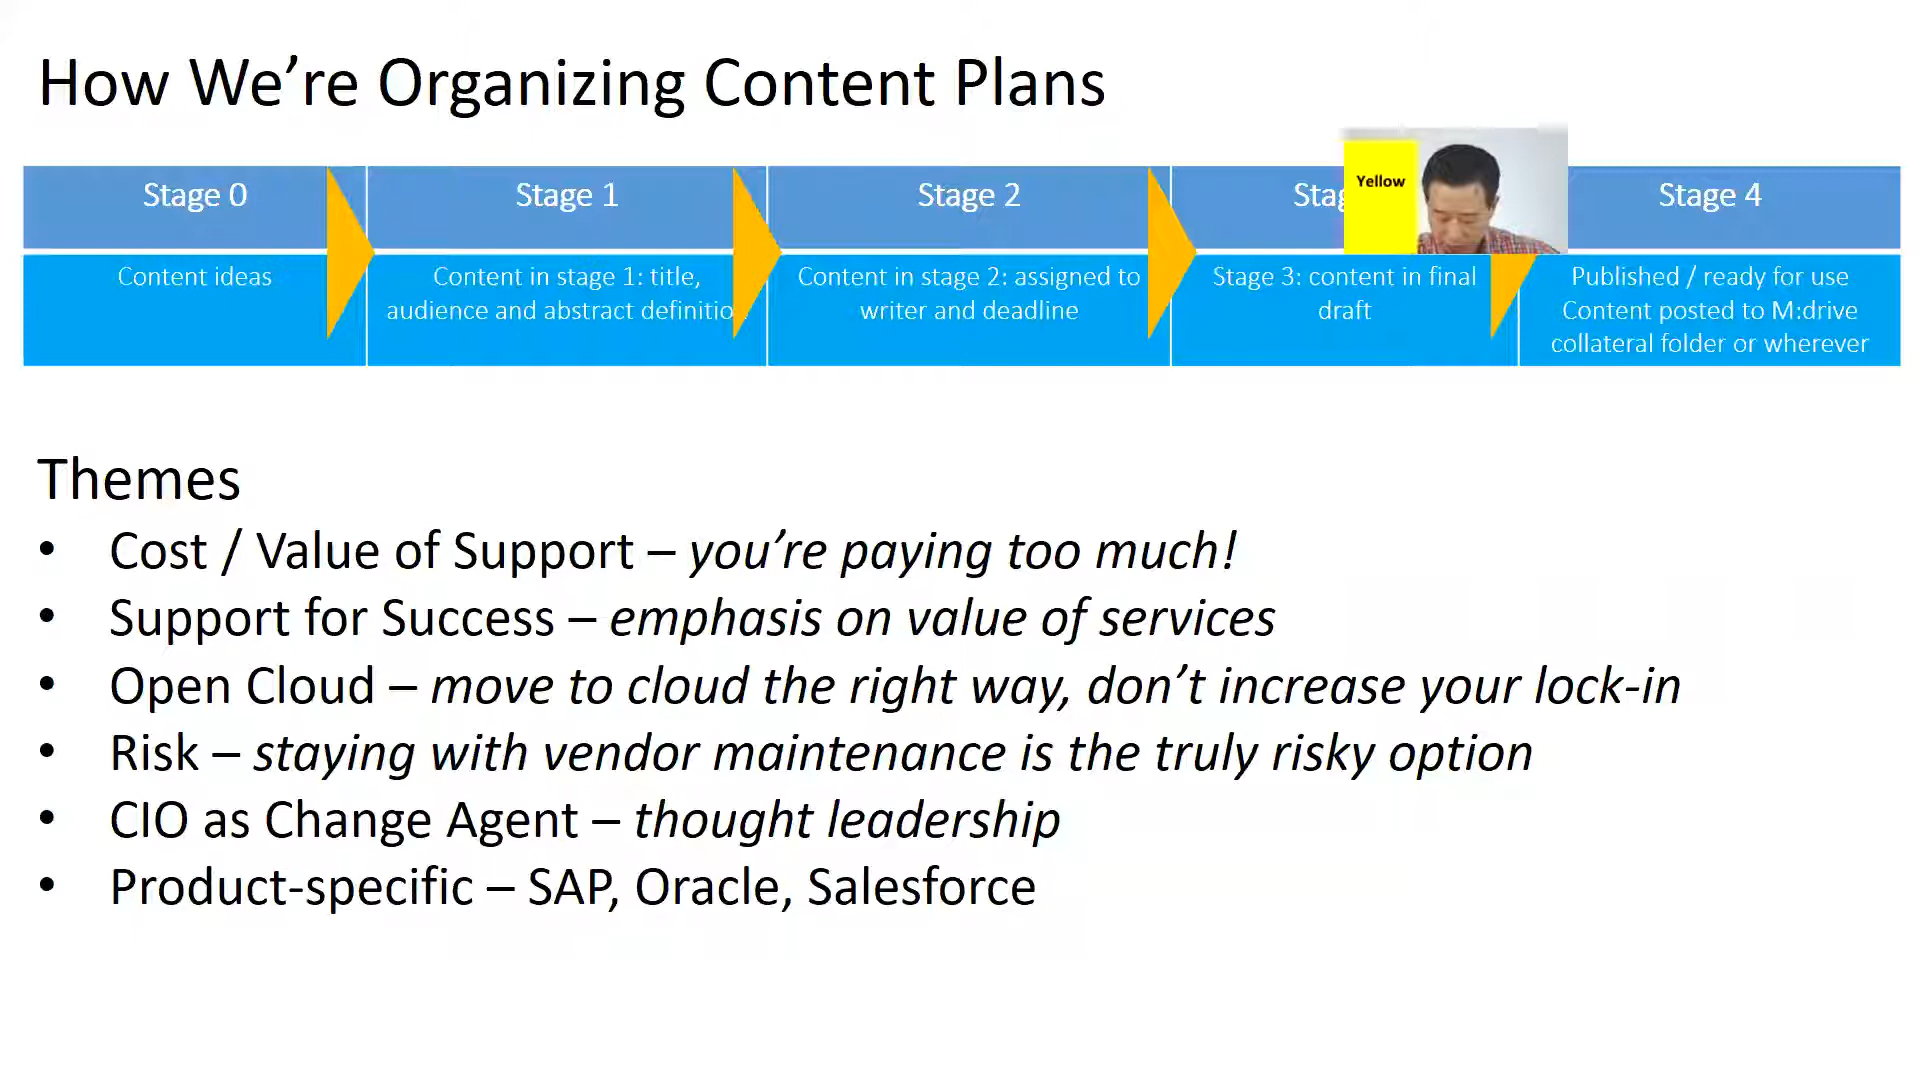 How We’re Organizing Content Plans
Stage 0
Stage 1
Stage 2
Yellow
Stage 4
Content ideas
Content in stage 1: title,
audience and abstract
Content in stage 2: assigned to
writer and deadline
Stage 3: content in final
draft
Published / ready for use
Content posted to M:drive
collateral folder or wherever
Themes
• Cost / Value of Support – you’re paying too much!
• Support for Success – emphasis on value of services
• Open Cloud – move to cloud the right way, don’t increase your lock-in
• Risk – staying with vendor maintenance is the truly risky option
• CIO as Change Agent – thought leadership
• Product-specific – SAP, Oracle, Salesforce